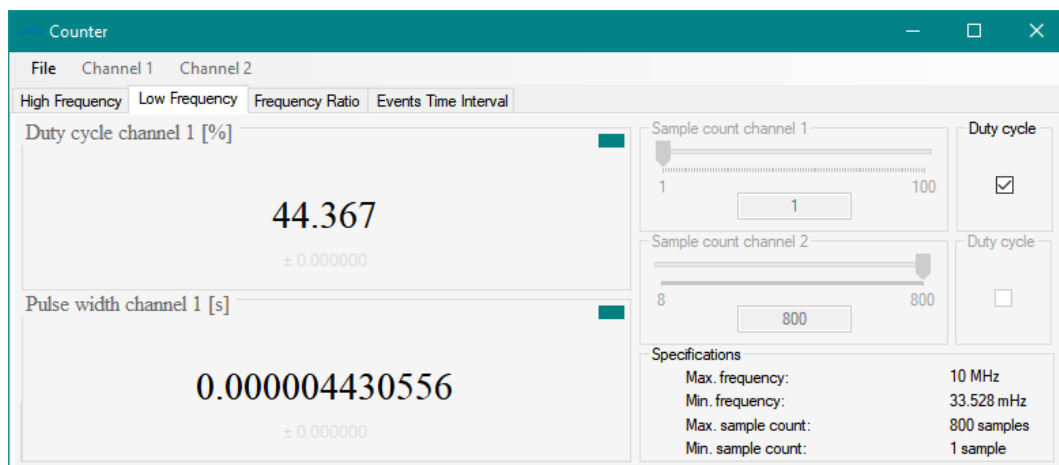 Counter
File Channel 1 Channel 2
High Frequency Low Frequency Frequency Ratio Events Time Interval
Duty cycle channel 1 [%]
44.367
± 0.000000
Pulse width channel 1 [s]
0.000004430556
± 0.000000
Sample count channel 1
1 100
1
Duty cycle
Sample count channel 2
8 800
800
Duty cycle
Specifications
Max. frequency: 10 MHz
Min. frequency: 33.528 mHz
Max. sample count: 800 samples
Min. sample count: 1 sample